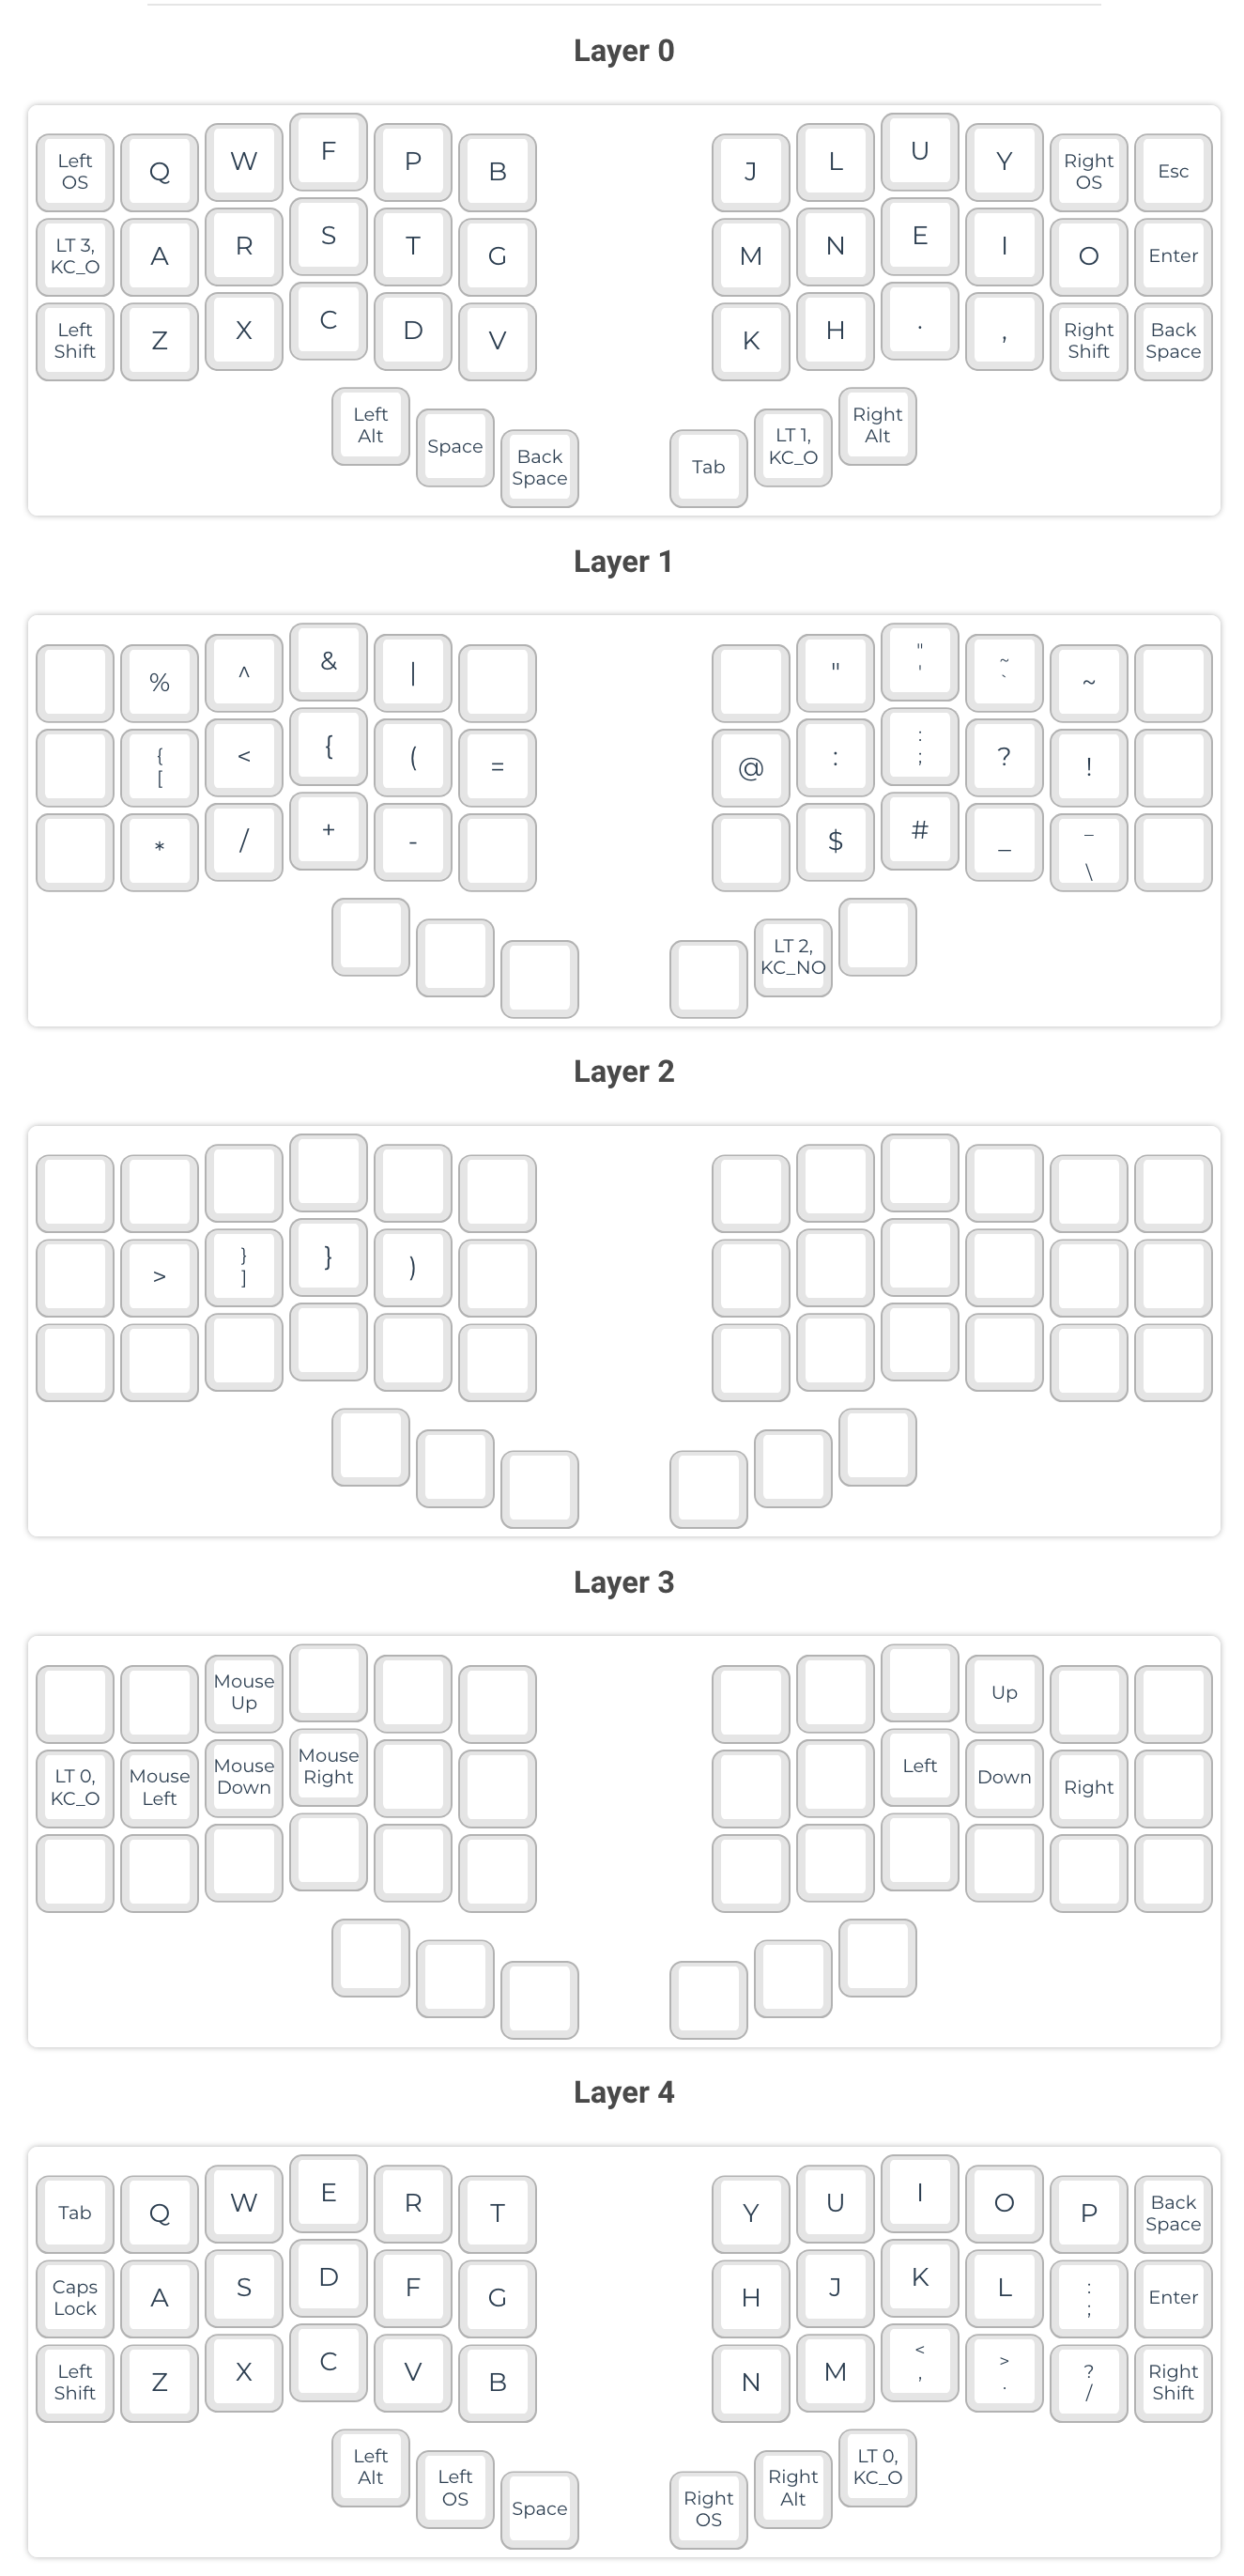 Layer 0
Left
OS
Q
W
F
P
B
J
L
U
Y
Right
OS
Esc
LT 3,
KC_O
A
R
S
T
G
M
N
E
I
O
Enter
Left
Shift
Z
X
C
D
V
K
H
.
,
Right
Shift
Back
Space
Left
Alt
Space
Back
Space
Tab
LT 1,
KC_O
Right
Alt
Layer 1
%
^
&
|
"
"
'
~
`
~
{
[
<
{
(
=
@
:
:
;
?
!
*
/
+
-
$
#
_
_
\
LT 2,
KC_NO
Layer 2
>
}
]
}
)
Layer 3
Mouse
Up
Up
LT 0,
KC_O
Mouse
Left
Mouse
Down
Mouse
Right
Left
Down
Right
Layer 4
Tab
Q
W
E
R
T
Y
U
I
O
P
Back
Space
Caps
Lock
A
S
D
F
G
H
J
K
L
:
;
Enter
Left
Shift
Z
X
C
V
B
N
M
<
,
>
.
?
/
Right
Shift
Left
Alt
Left
OS
Space
Right
OS
Right
Alt
LT 0,
KC_O